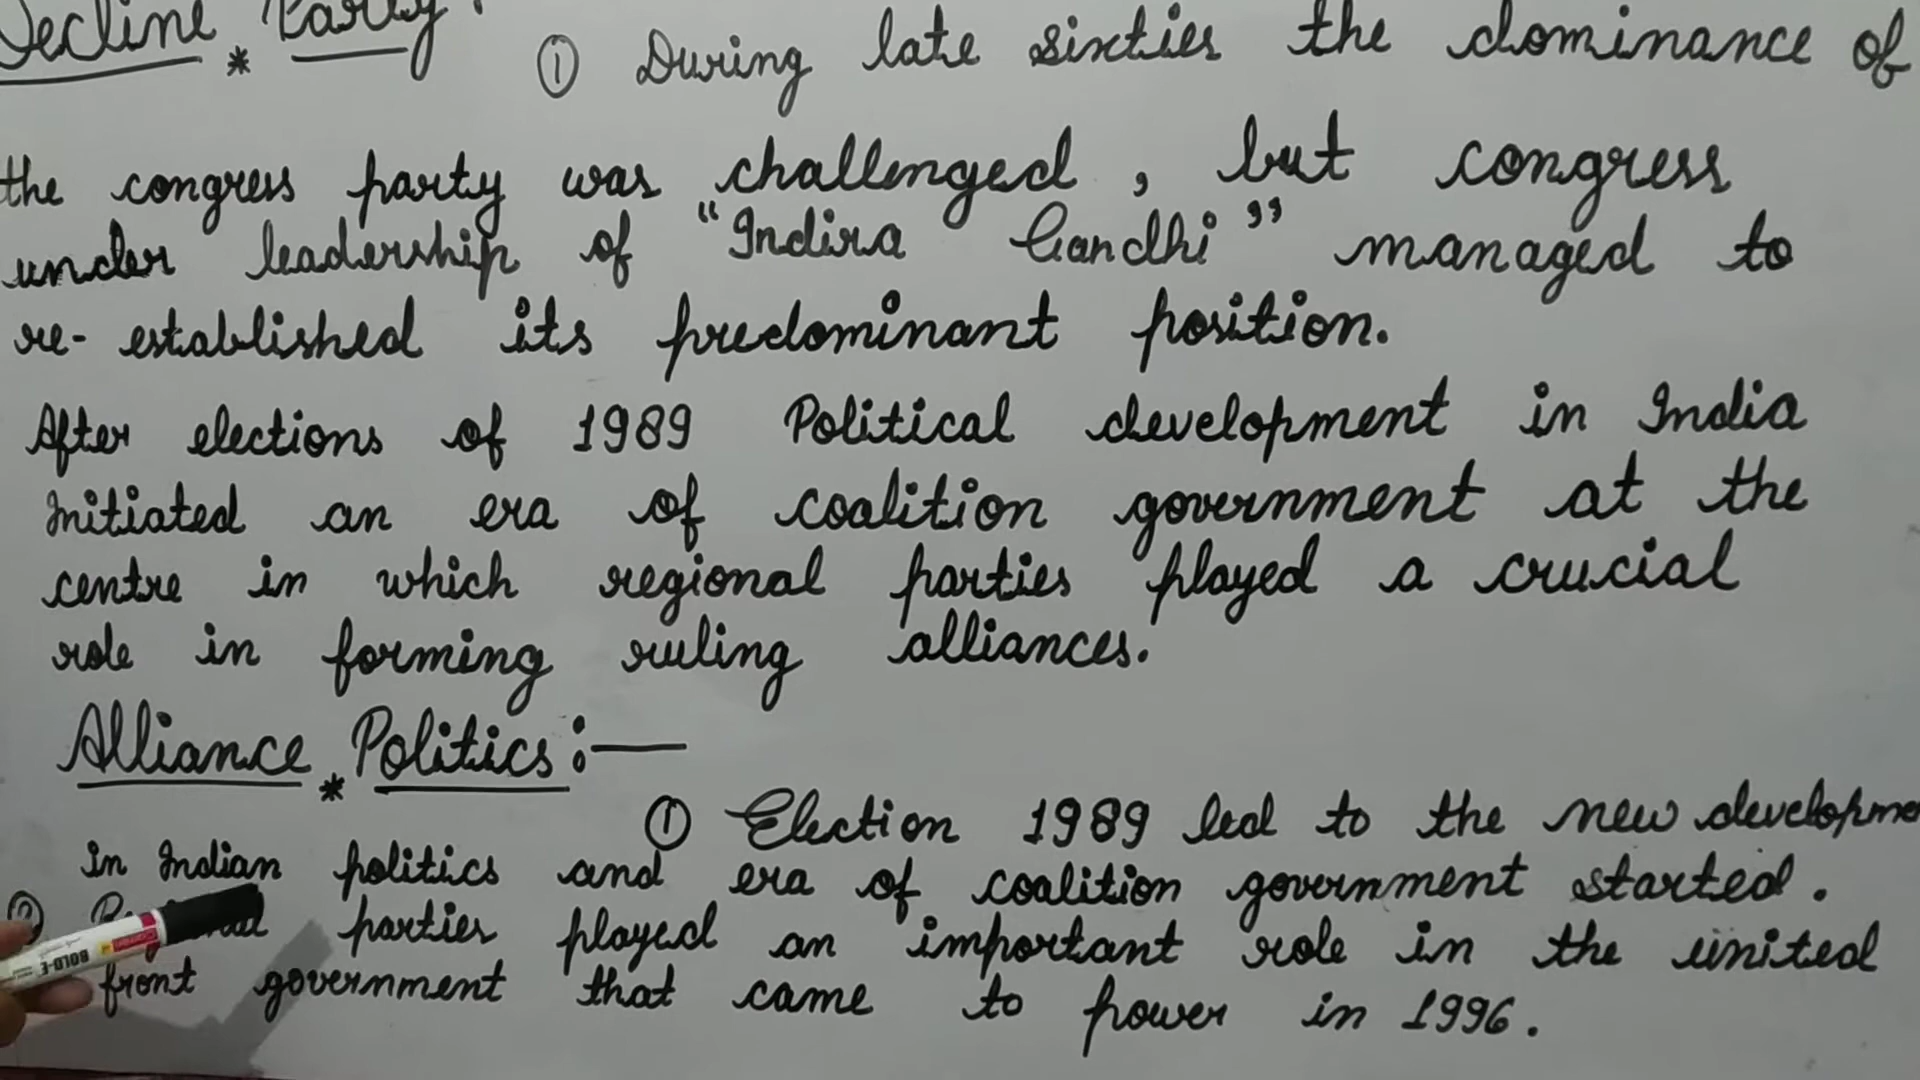 Decline Party :
① During late sixties the dominance of
the congress party was challenged , but congress
under leadership of "Indira Gandhi" managed to
re- established its predominant position.
After elections of 1989 Political development in India
Initiated an era of coalition government at the
centre in which regional parties played a crucial
role in forming ruling alliances.
Alliance * Politics :—
① Election 1989 led to the new developme
In Indian politics and era of coalition government started .
② parties played an important role in the united
front government that came to power in 1996 .
BOLD-E